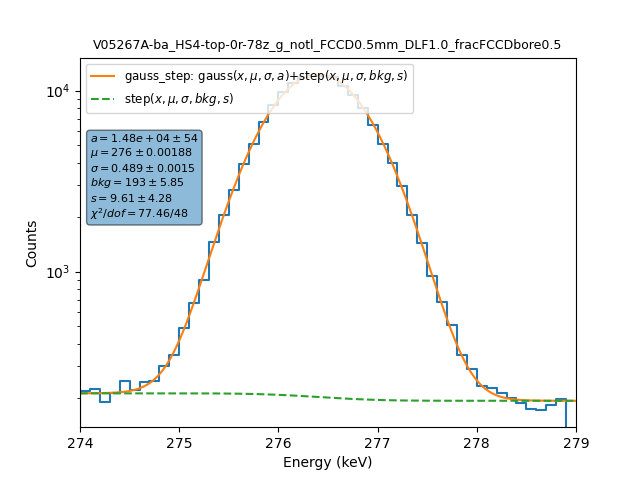 V05267A-ba_HS4-top-0r-78z_g_notl_FCCD0.5mm_DLF1.0_fracFCCDbore0.5
gauss_step: gauss(x, μ, σ, a)+step(x, μ, σ, bkg, s)
step(x, μ, σ, bkg, s)
a = 1.48e + 04 ± 54
μ = 276 ± 0.00188
σ = 0.489 ± 0.0015
bkg = 193 ± 5.85
s = 9.61 ± 4.28
χ²/dof = 77.46/48
10⁴
10³
Counts
274 275 276 277 278 279
Energy (keV)